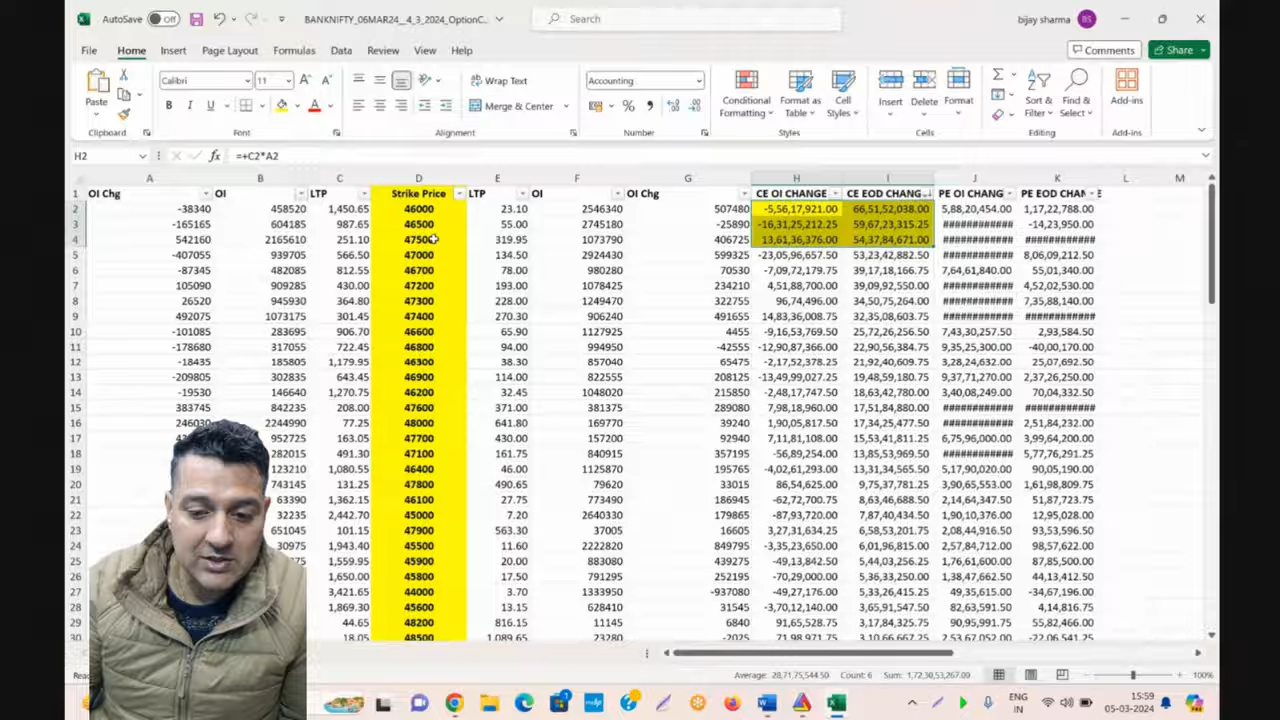 AutoSave Off BANKNIFTY_06MAR24__4_3_2024_OptionC... Search bijay sharma BS
File Home Insert Page Layout Formulas Data Review View Help Comments Share
Paste Calibri 11 Wrap Text Accounting Conditional Formatting Format as Table Cell Styles Insert Delete Format Sort & Filter Find & Select Add-ins
B I U Merge & Center
Clipboard Font Alignment Number Styles Cells Editing Add-ins
H2 fx =+C2*A2
A B C D E F G H I J K L M
1 OI Chg OI LTP Strike Price LTP OI OI Chg CE OI CHANGE CE EOD CHANG PE OI CHANG PE EOD CHAN E
2 -38340 458520 1,450.65 46000 23.10 2546340 507480 -5,56,17,921.00 66,51,52,038.00 5,88,20,454.00 1,17,22,788.00
3 -165165 604185 987.65 46500 55.00 2745180 -25890 -16,31,25,212.25 59,67,23,315.25 ############ -14,23,950.00
4 542160 2165610 251.10 47500 319.95 1073790 406725 13,61,36,376.00 54,37,84,671.00 ############ ############
5 -407055 939705 566.50 47000 134.50 2924430 599325 -23,05,96,657.50 53,23,42,882.50 ############ 8,06,09,212.50
6 -87345 482085 812.55 46700 78.00 980280 70530 -7,09,72,179.75 39,17,18,166.75 7,64,61,840.00 55,01,340.00
7 105090 909285 430.00 47200 193.00 1078425 234210 4,51,88,700.00 39,09,92,550.00 ############ 4,52,02,530.00
8 26520 945930 364.80 47300 228.00 1249470 322755 96,74,496.00 34,50,75,264.00 ############ 7,35,88,140.00
9 492075 1073175 301.45 47400 270.30 906240 491655 14,83,36,008.75 32,35,08,603.75 ############ ############
10 -101085 283695 906.70 46600 65.90 1127925 4455 -9,16,53,769.50 25,72,26,256.50 7,43,30,257.50 2,93,584.50
11 -178680 317055 722.45 46800 94.00 994950 -42555 -12,90,87,366.00 22,90,56,384.75 9,35,25,300.00 -40,00,170.00
12 -18435 185805 1,179.95 46300 38.30 857040 65475 -2,17,52,378.25 21,92,40,609.75 3,28,24,632.00 25,07,692.50
13 -209805 302835 643.45 46900 114.00 822555 208125 -13,49,99,027.25 19,48,59,180.75 9,37,71,270.00 2,37,26,250.00
14 -19530 146640 1,270.75 46200 32.45 1048020 215850 -2,48,17,747.50 18,63,42,780.00 3,40,08,249.00 70,04,332.50
15 383745 842235 208.00 47600 371.00 381375 289080 7,98,18,960.00 17,51,84,880.00 ############ ############
16 246030 990 77.25 48000 641.80 169770 39240 1,90,05,817.50 17,34,25,477.50 ############ 2,51,84,232.00
17 952725 163.05 47700 430.00 157200 92940 7,11,81,108.00 15,53,41,811.25 6,75,96,000.00 3,99,64,200.00
18 282015 491.30 47100 161.75 840915 357195 -56,89,254.00 13,85,53,969.50 ############ 5,77,76,291.25
19 123210 1,080.55 46400 46.00 1125870 195765 -4,02,61,293.00 13,31,34,565.50 5,17,90,020.00 90,05,190.00
20 743145 131.25 47800 490.65 79620 33015 86,54,625.00 9,75,37,781.25 3,90,65,553.00 1,61,98,809.75
21 63390 1,362.15 46100 27.75 773490 186945 -62,72,700.75 8,63,46,688.50 2,14,64,347.50 51,87,723.75
22 32235 2,442.70 45000 7.20 2640330 179865 -87,93,720.00 7,87,40,434.50 1,90,10,376.00 12,95,028.00
23 651045 101.15 47900 563.30 37005 16605 3,27,31,634.25 6,58,53,201.75 2,08,44,916.50 93,53,596.50
24 30975 1,943.40 45500 11.60 2222820 849795 -3,35,23,650.00 6,01,96,815.00 2,57,84,712.00 98,57,622.00
25 1,559.95 45900 20.00 883080 439275 -49,13,842.50 5,44,03,256.25 1,76,61,600.00 87,85,500.00
26 1,650.00 45800 17.50 791295 252195 -70,29,000.00 5,36,33,250.00 1,38,47,662.50 44,13,412.50
27 3,421.65 44000 3.70 1333950 -937080 -49,27,176.00 5,33,26,415.25 49,35,615.00 -34,67,196.00
28 1,869.30 45600 13.15 628410 31545 -3,70,12,140.00 3,65,91,547.50 82,63,591.50 4,14,816.75
29 44.65 48200 816.15 11145 6840 91,65,528.75 3,17,84,325.75 90,95,991.75 55,82,466.00
30 18.05 48500 1,089.65 23280 -2025 71,98,971.75 3,10,66,667.25 2,53,67,052.00 -22,06,541.25
Average: 28,71,75,544.50 Count: 6 Sum: 1,72,30,53,267.00 100%
ENG IN 15:59 05-03-2024